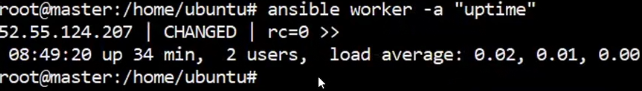 root@master:/home/ubuntu# ansible worker -a "uptime"
52.55.124.207 | CHANGED | rc=0 >>
 08:49:20 up 34 min,  2 users,  load average: 0.02, 0.01, 0.00
root@master:/home/ubuntu#